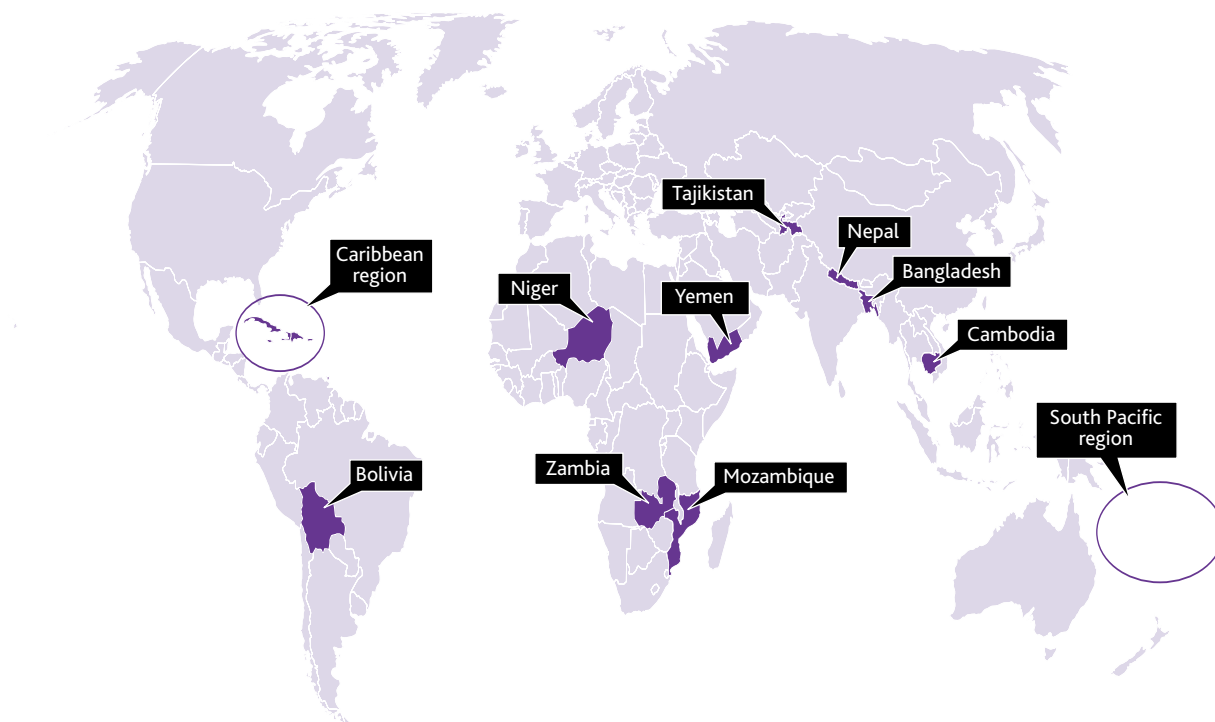 Tajikistan
Nepal
Caribbean
region
Bangladesh
Niger
Yemen
Cambodia
South Pacific
region
Zambia
Bolivia
Mozambique